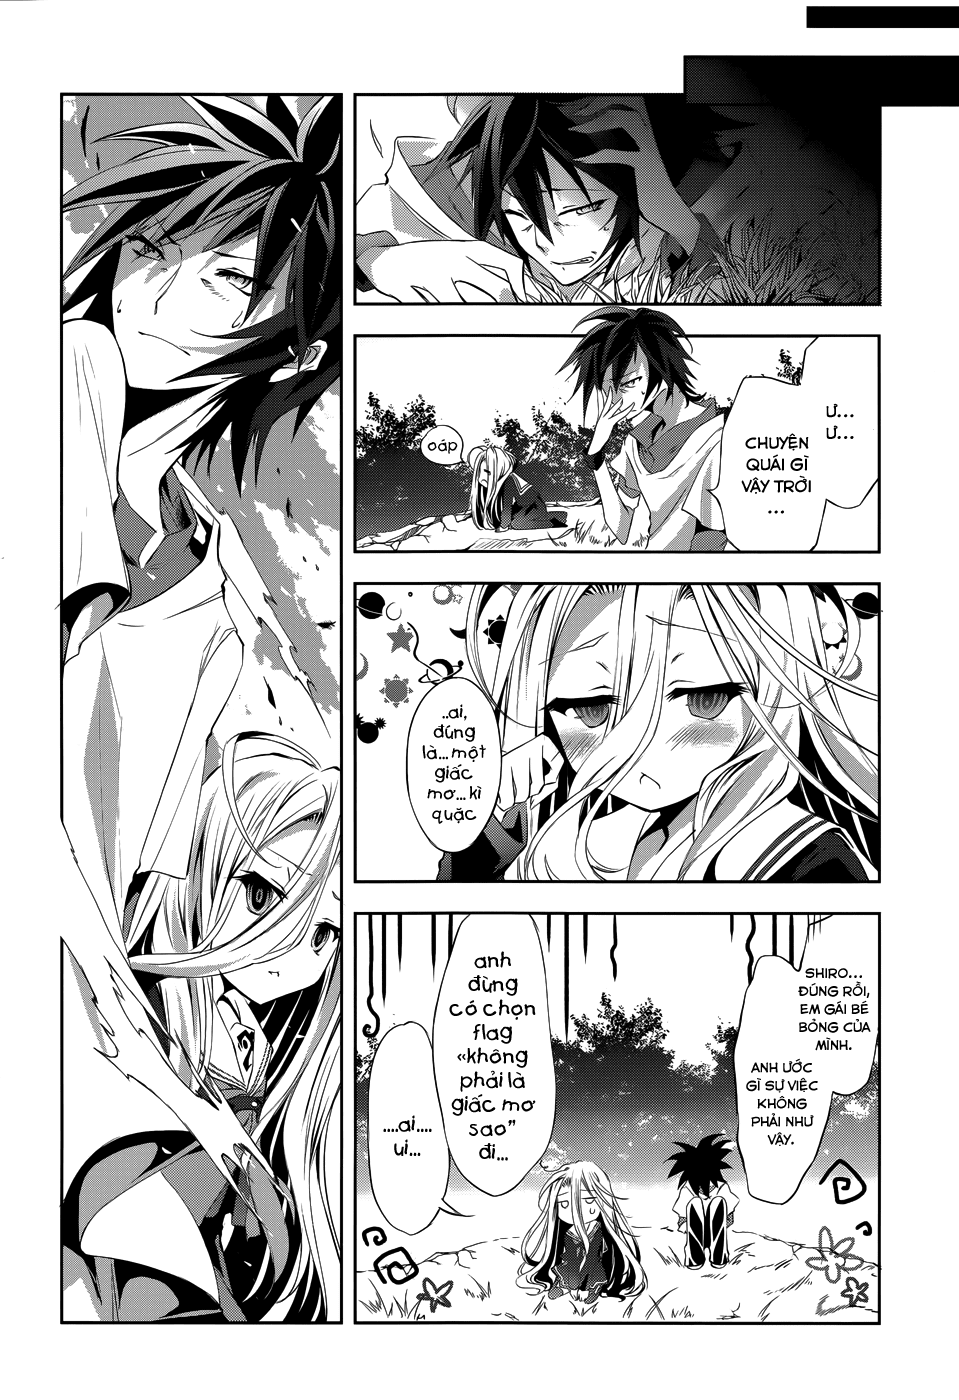 Ư...
Ư...
CHUYỆN
QUÁI GÌ
VẬY TRỜI
...
oáp
..ai,
đúng
là... một
giấc
mơ... kì
quặc
SHIRO...
ĐÚNG RỒI,
EM GÁI BÉ
BỎNG CỦA
MÌNH.
ANH ƯỚC
GÌ SỰ VIỆC
KHÔNG
PHẢI NHƯ
VẬY.
anh
đừng
có chọn
flag
«không
phải là
giấc mơ
sao”
đi...
....ai....
ui...